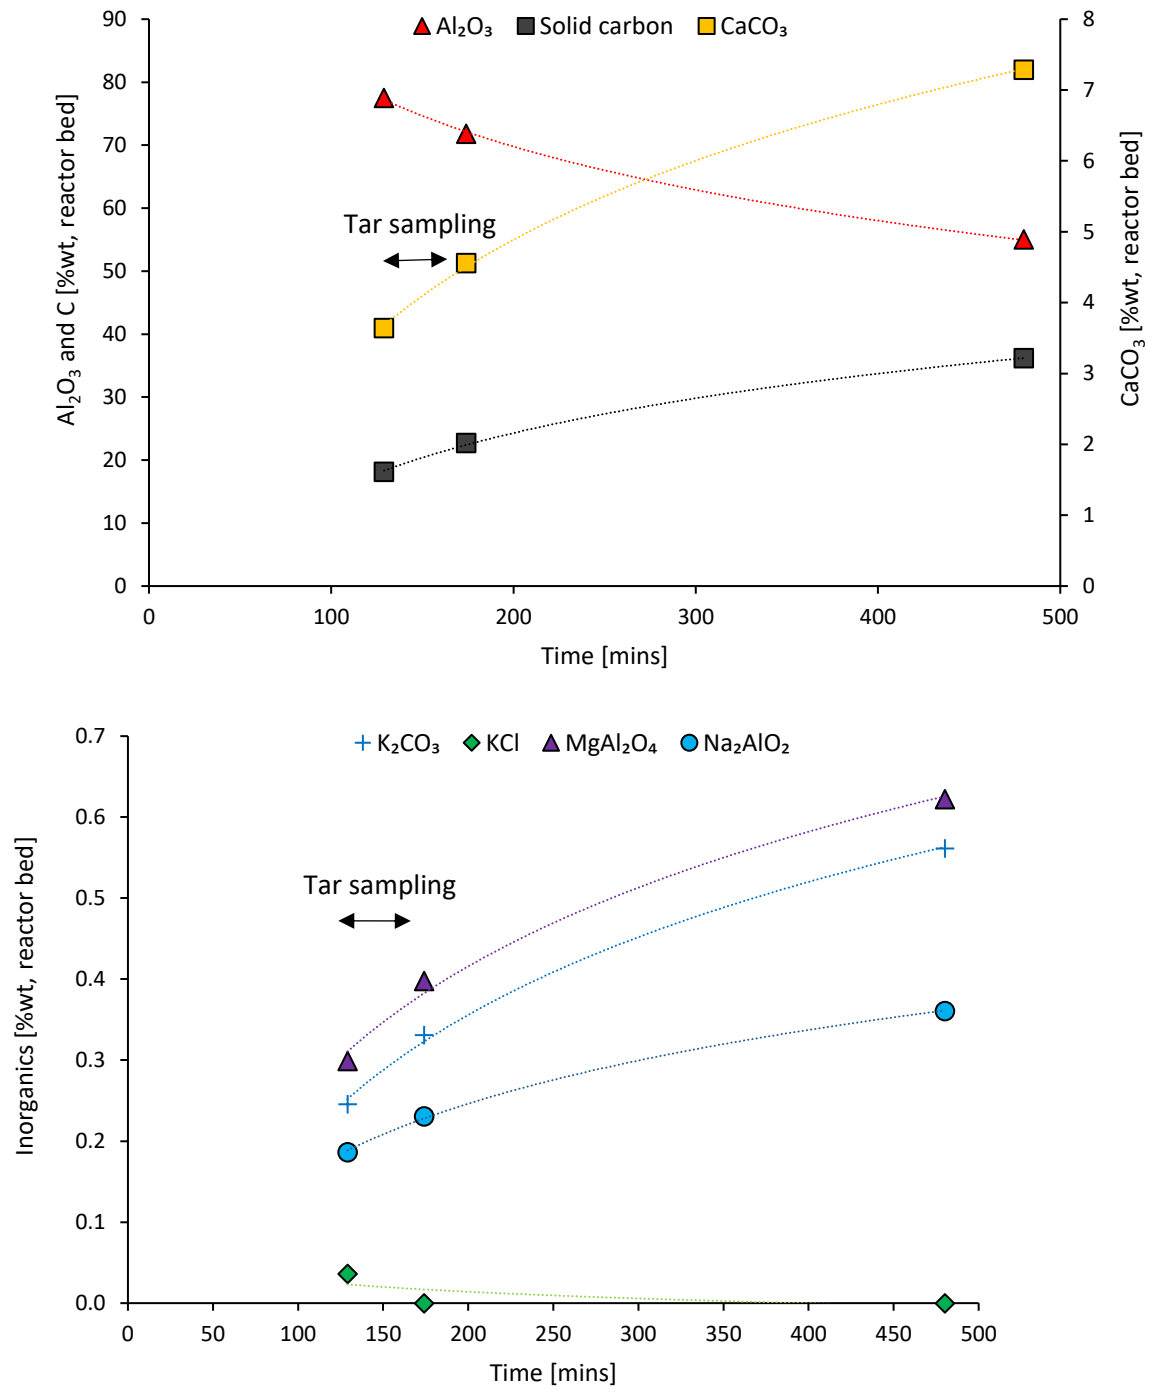 Al₂O₃ Solid carbon CaCO₃
90
80
70
60
50
40
30
20
10
0
Al₂O₃ and C [%wt, reactor bed]
8
7
6
5
4
3
2
1
0
CaCO₃ [%wt, reactor bed]
Tar sampling
0 100 200 300 400 500
Time [mins]
K₂CO₃ KCl MgAl₂O₄ Na₂AlO₂
0.7
0.6
0.5
0.4
0.3
0.2
0.1
0.0
Inorganics [%wt, reactor bed]
Tar sampling
0 50 100 150 200 250 300 350 400 450 500
Time [mins]